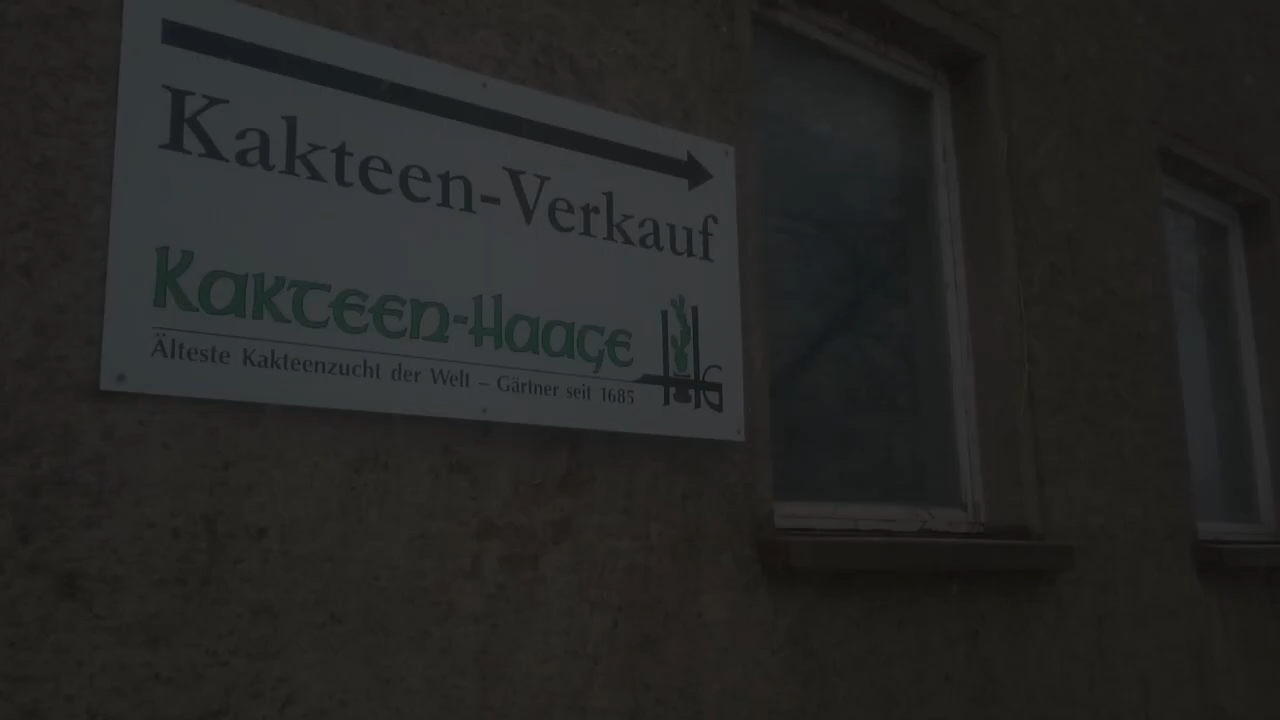 Kakteen-Verkauf
Kakteen-Haage
Älteste Kakteenzucht der Welt – Gärtner seit 1685